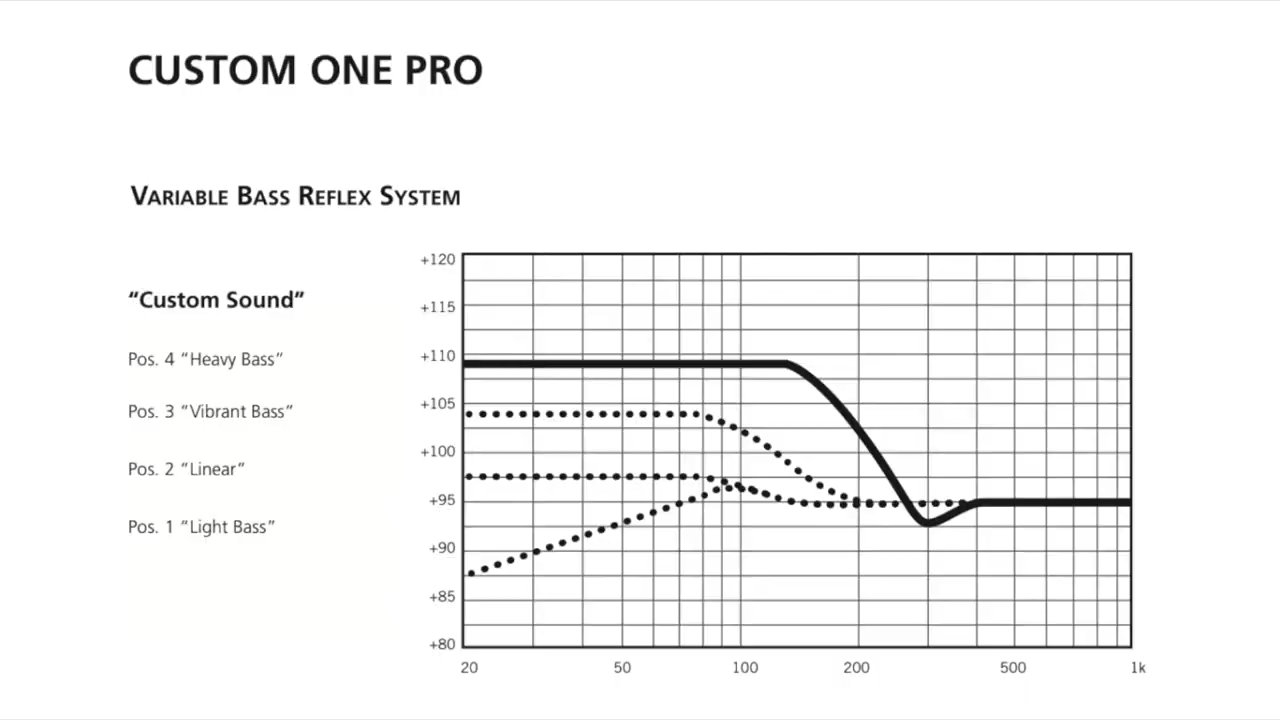 CUSTOM ONE PRO
VARIABLE BASS REFLEX SYSTEM
“Custom Sound”
Pos. 4 “Heavy Bass”
Pos. 3 “Vibrant Bass”
Pos. 2 “Linear”
Pos. 1 “Light Bass”
+120
+115
+110
+105
+100
+95
+90
+85
+80
20 50 100 200 500 1k